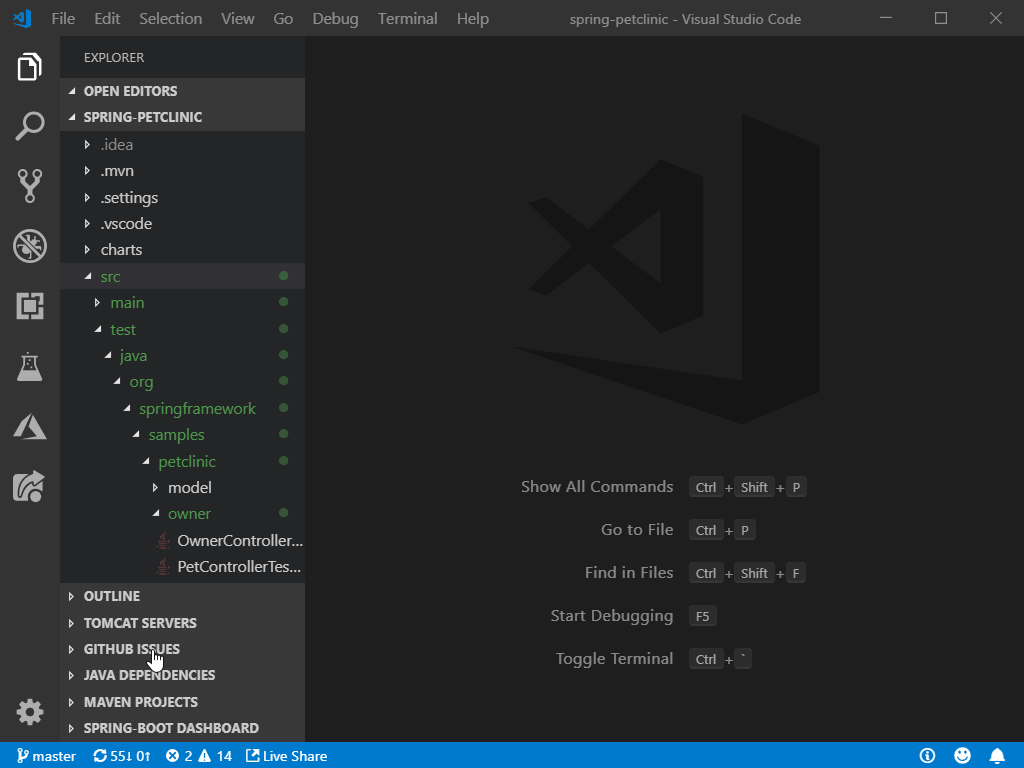 File Edit Selection View Go Debug Terminal Help spring-petclinic - Visual Studio Code
EXPLORER
OPEN EDITORS
SPRING-PETCLINIC
.idea
.mvn
.settings
.vscode
charts
src
main
test
java
org
springframework
samples
petclinic
model
owner
OwnerController...
PetControllerTes...
OUTLINE
TOMCAT SERVERS
GITHUB ISSUES
JAVA DEPENDENCIES
MAVEN PROJECTS
SPRING-BOOT DASHBOARD
Show All Commands Ctrl + Shift + P
Go to File Ctrl + P
Find in Files Ctrl + Shift + F
Start Debugging F5
Toggle Terminal Ctrl + `
master 55↓ 0↑ 2 14 Live Share